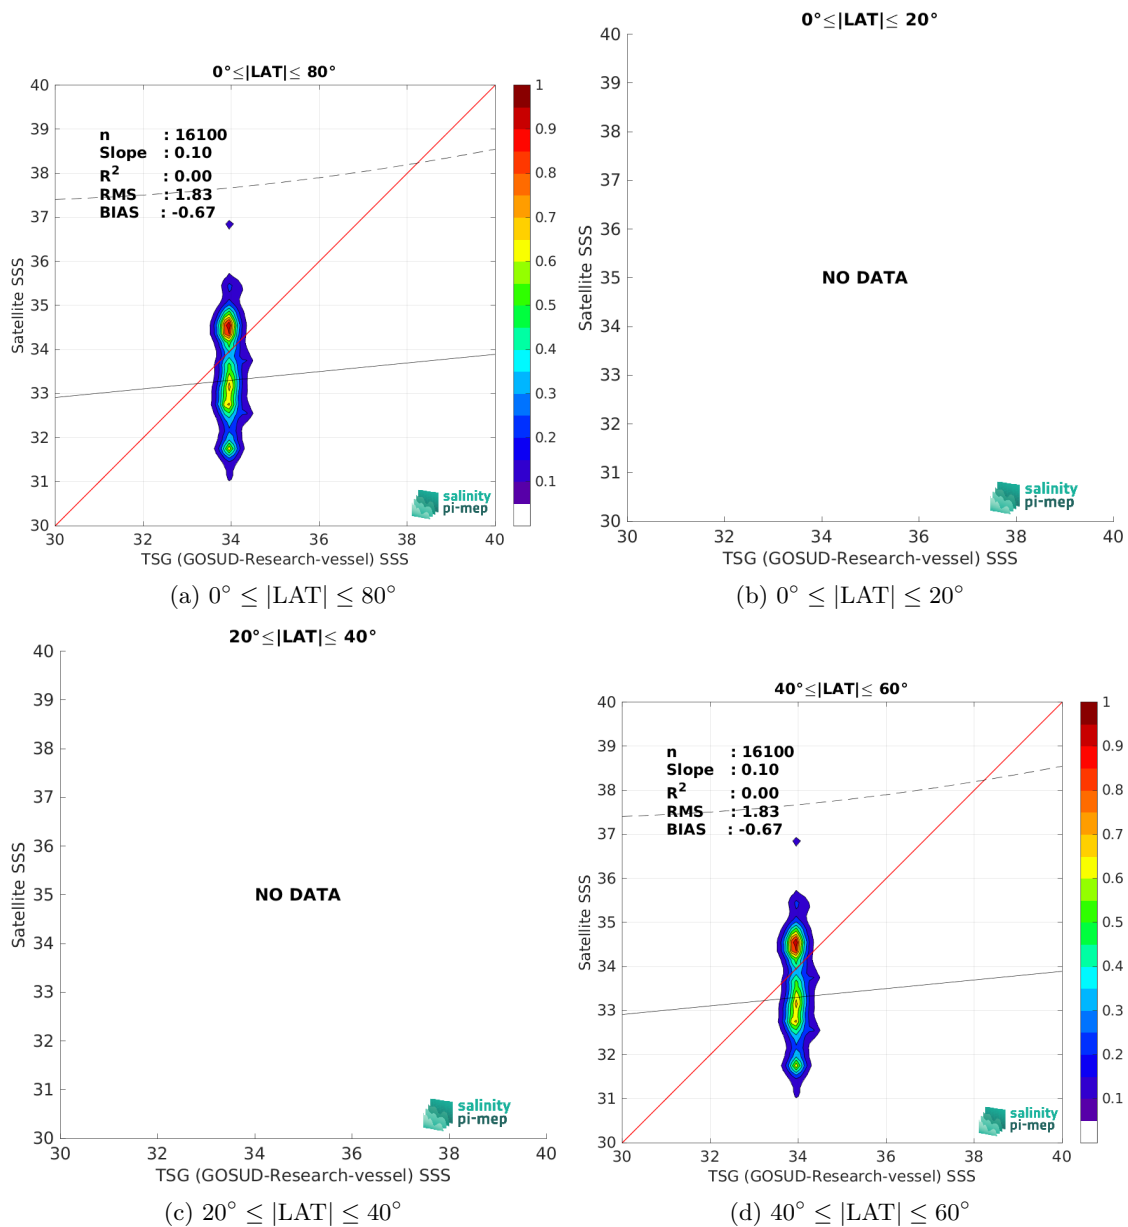 0°≤|LAT|≤ 80°
40
39
38
37
36
35
34
33
32
31
30
Satellite SSS
n : 16100
Slope : 0.10
R² : 0.00
RMS : 1.83
BIAS : -0.67
salinity
pi-mep
30 32 34 36 38 40
TSG (GOSUD-Research-vessel) SSS
1
0.9
0.8
0.7
0.6
0.5
0.4
0.3
0.2
0.1
(a) 0° ≤ |LAT| ≤ 80°
0°≤|LAT|≤ 20°
40
39
38
37
36
35
34
33
32
31
30
Satellite SSS
NO DATA
salinity
pi-mep
30 32 34 36 38 40
TSG (GOSUD-Research-vessel) SSS
(b) 0° ≤ |LAT| ≤ 20°
20°≤|LAT|≤ 40°
40
39
38
37
36
35
34
33
32
31
30
Satellite SSS
NO DATA
salinity
pi-mep
30 32 34 36 38 40
TSG (GOSUD-Research-vessel) SSS
(c) 20° ≤ |LAT| ≤ 40°
40°≤|LAT|≤ 60°
40
39
38
37
36
35
34
33
32
31
30
Satellite SSS
n : 16100
Slope : 0.10
R² : 0.00
RMS : 1.83
BIAS : -0.67
salinity
pi-mep
30 32 34 36 38 40
TSG (GOSUD-Research-vessel) SSS
1
0.9
0.8
0.7
0.6
0.5
0.4
0.3
0.2
0.1
(d) 40° ≤ |LAT| ≤ 60°